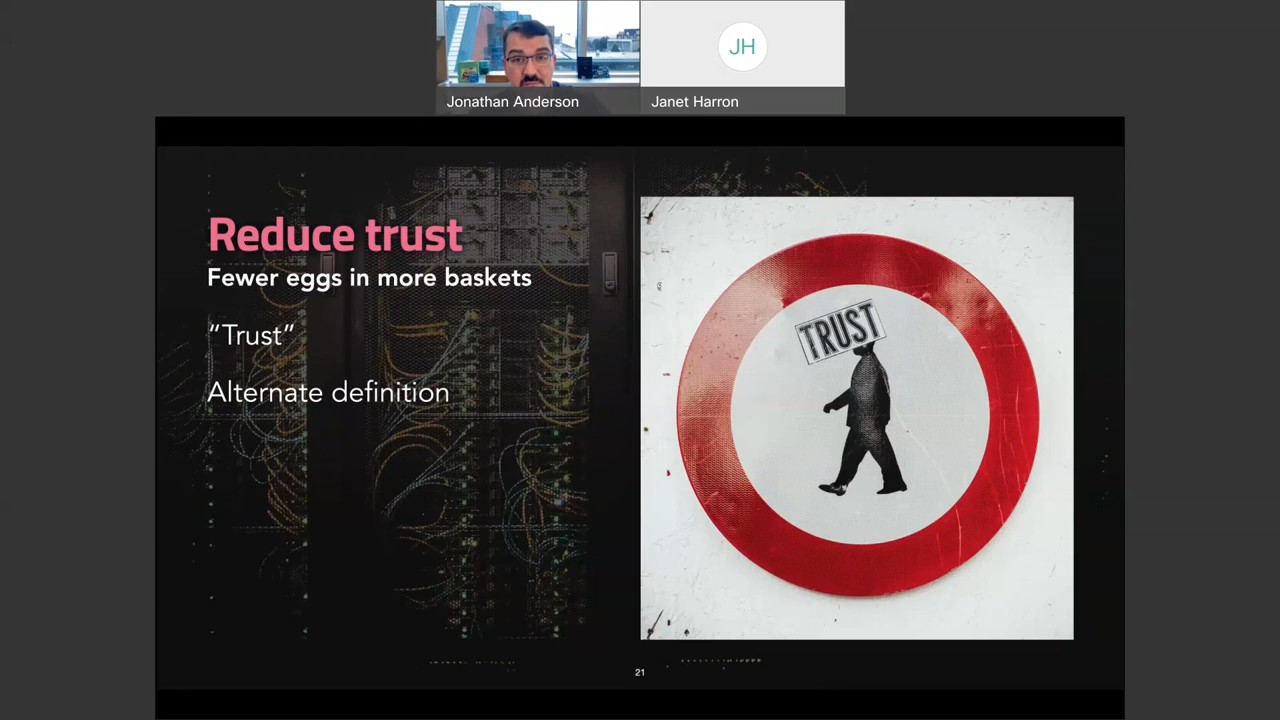 JH
Jonathan Anderson
Janet Harron
Reduce trust
Fewer eggs in more baskets
“Trust”
Alternate definition
TRUST
21